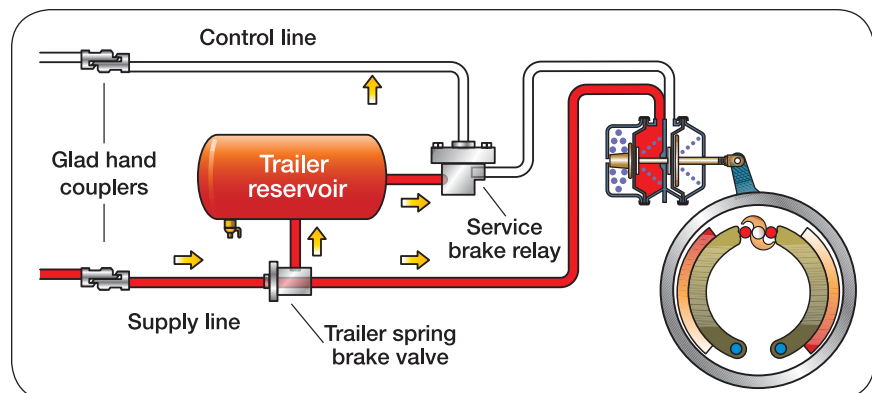 Control line
Glad hand
couplers
Trailer
reservoir
Service
brake relay
Supply line
Trailer spring
brake valve